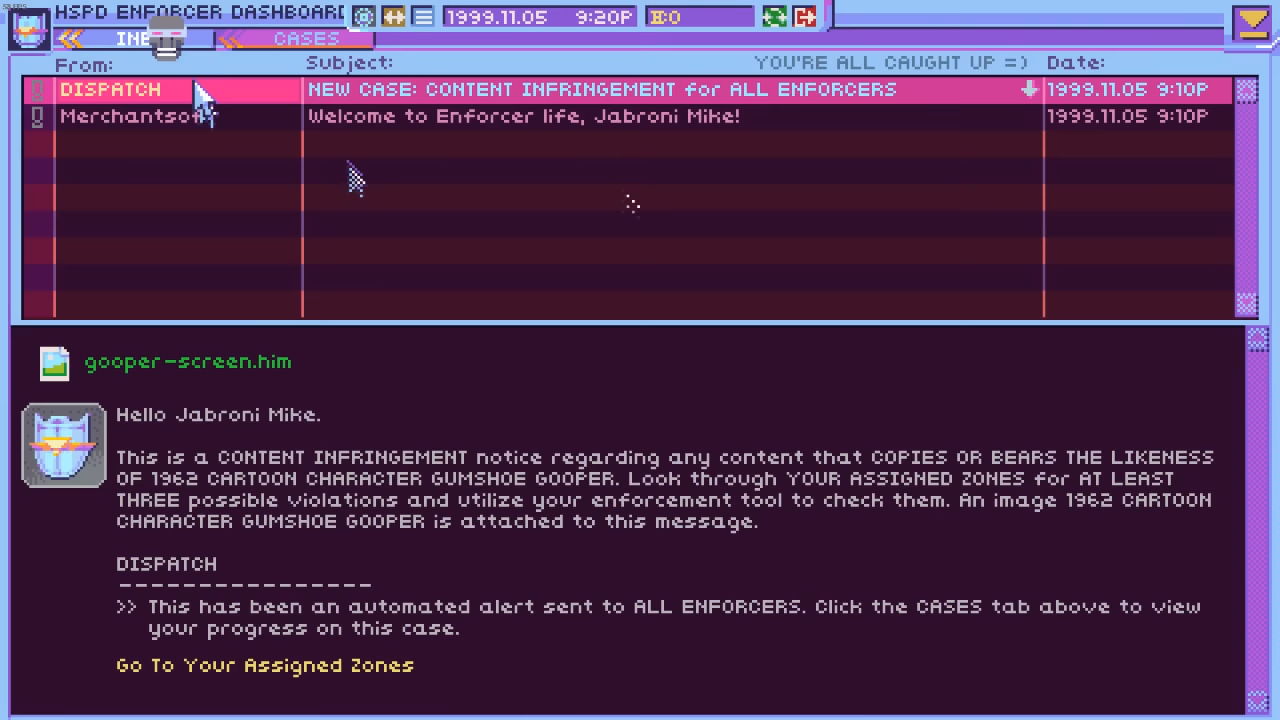 HSPD ENFORCER DASHBOARD
1999.11.05 9:20P
:0
CASES
From:
Subject:
YOU'RE ALL CAUGHT UP =)
Date:
DISPATCH
NEW CASE: CONTENT INFRINGEMENT for ALL ENFORCERS
1999.11.05 9:10P
Merchantsoft
Welcome to Enforcer life, Jabroni Mike!
1999.11.05 9:10P
gooper-screen.him
Hello Jabroni Mike.
This is a CONTENT INFRINGEMENT notice regarding any content that COPIES OR BEARS THE LIKENESS
OF 1962 CARTOON CHARACTER GUMSHOE GOOPER. Look through YOUR ASSIGNED ZONES for AT LEAST
THREE possible violations and utilize your enforcement tool to check them. An image 1962 CARTOON
CHARACTER GUMSHOE GOOPER is attached to this message.
DISPATCH
----------------
>> This has been an automated alert sent to ALL ENFORCERS. Click the CASES tab above to view
your progress on this case.
Go To Your Assigned Zones